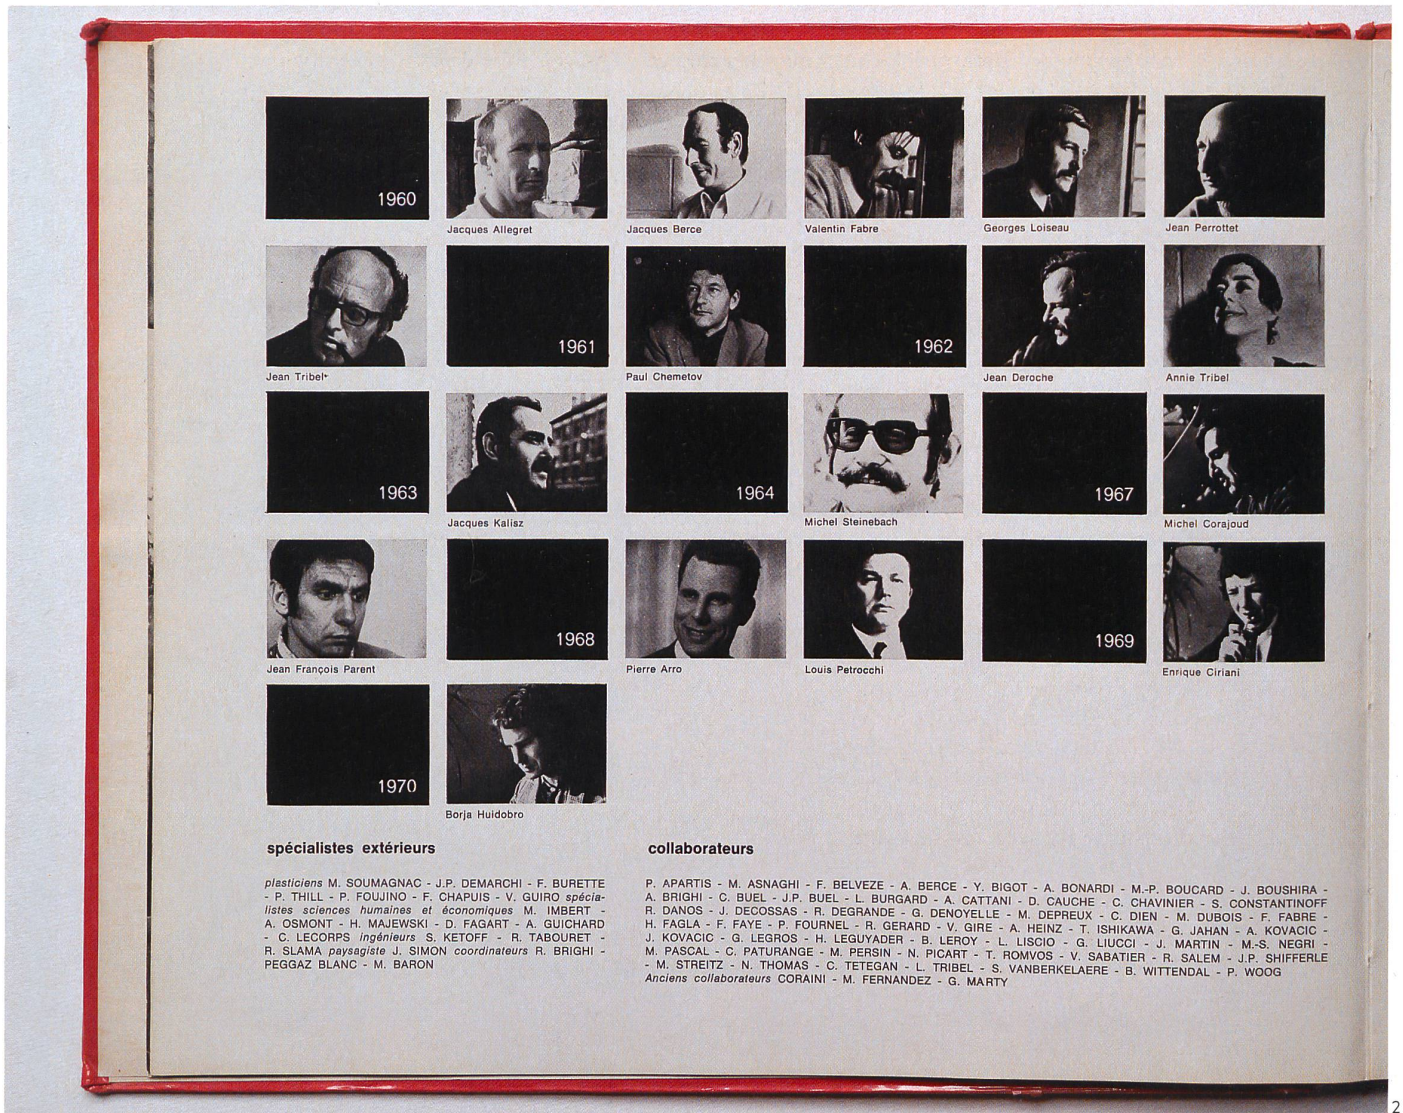 1960
Jacques Allegret
Jacques Berce
Valentin Fabre
Georges Loiseau
Jean Perrottet
Jean Tribel
1961
Paul Chemetov
1962
Jean Deroche
Annie Tribel
1963
Jacques Kalisz
1964
Michel Steinebach
1967
Michel Corajoud
Jean François Parent
1968
Pierre Arro
Louis Petrocchi
1969
Enrique Ciriani
1970
Borja Huidobro
spécialistes extérieurs
plasticiens M. SOUMAGNAC - J.P. DEMARCHI - F. BURETTE
- P. THILL - P. FOUJINO - F. CHAPUIS - V. GUIRO spécia-
listes sciences humaines et économiques M. IMBERT -
A. OSMONT - H. MAJEWSKI - D. FAGART - A. GUICHARD
- C. LECORPS ingénieurs S. KETOFF - R. TABOURET -
R. SLAMA paysagiste J. SIMON coordinateurs R. BRIGHI -
PEGGAZ BLANC - M. BARON
collaborateurs
P. APARTIS - M. ASNAGHI - F. BELVEZE - A. BERCE - Y. BIGOT - A. BONARDI - M.-P. BOUCARD - J. BOUSHIRA -
A. BRIGHI - C. BUEL - J.P. BUEL - L. BURGARD - A. CATTANI - D. CAUCHE - C. CHAVINIER - S. CONSTANTINOFF
R. DANOS - J. DECOSSAS - R. DEGRANDE - G. DENOYELLE - M. DEPREUX - C. DIEN - M. DUBOIS - F. FABRE -
H. FAGLA - F. FAYE - P. FOURNEL - R. GERARD - V. GIRE - A. HEINZ - T. ISHIKAWA - G. JAHAN - A. KOVACIC -
J. KOVACIC - G. LEGROS - H. LEGUYADER - B. LEROY - L. LISCIO - G. LIUCCI - J. MARTIN - M.-S. NEGRI -
M. PASCAL - C. PATURANGE - M. PERSIN - N. PICART - T. ROMVOS - V. SABATIER - R. SALEM - J.P. SHIFFERLE
- M. STREITZ - N. THOMAS - C. TETEGAN - L. TRIBEL - S. VANBERKELAERE - B. WITTENDAL - P. WOOG
Anciens collaborateurs CORAINI - M. FERNANDEZ - G. MARTY
2